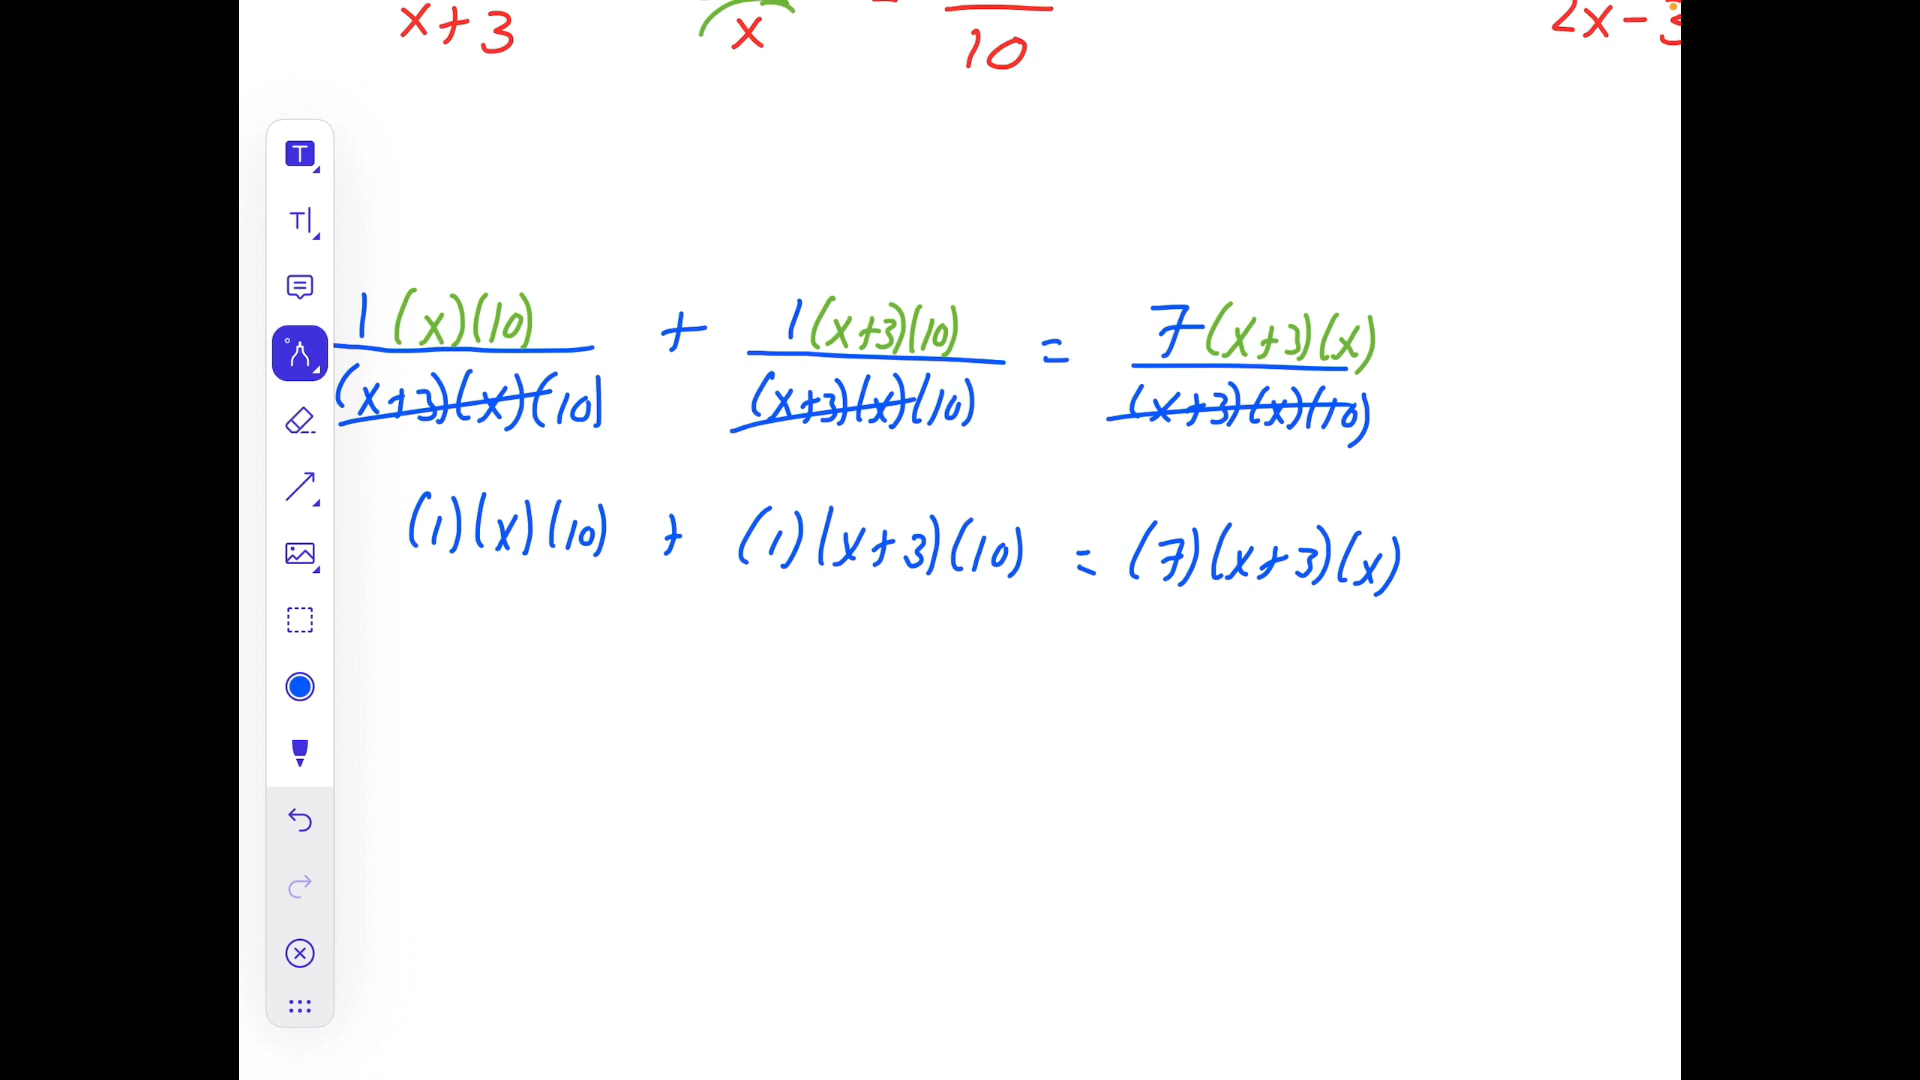 x+3 x = 10 2x-3
1(x)(10) + 1(x+3)(10) = 7(x+3)(x)
(x+3)(x)(10) (x+3)(x)(10) (x+3)(x)(10)
(1)(x)(10) + (1)(x+3)(10) = (7)(x+3)(x)